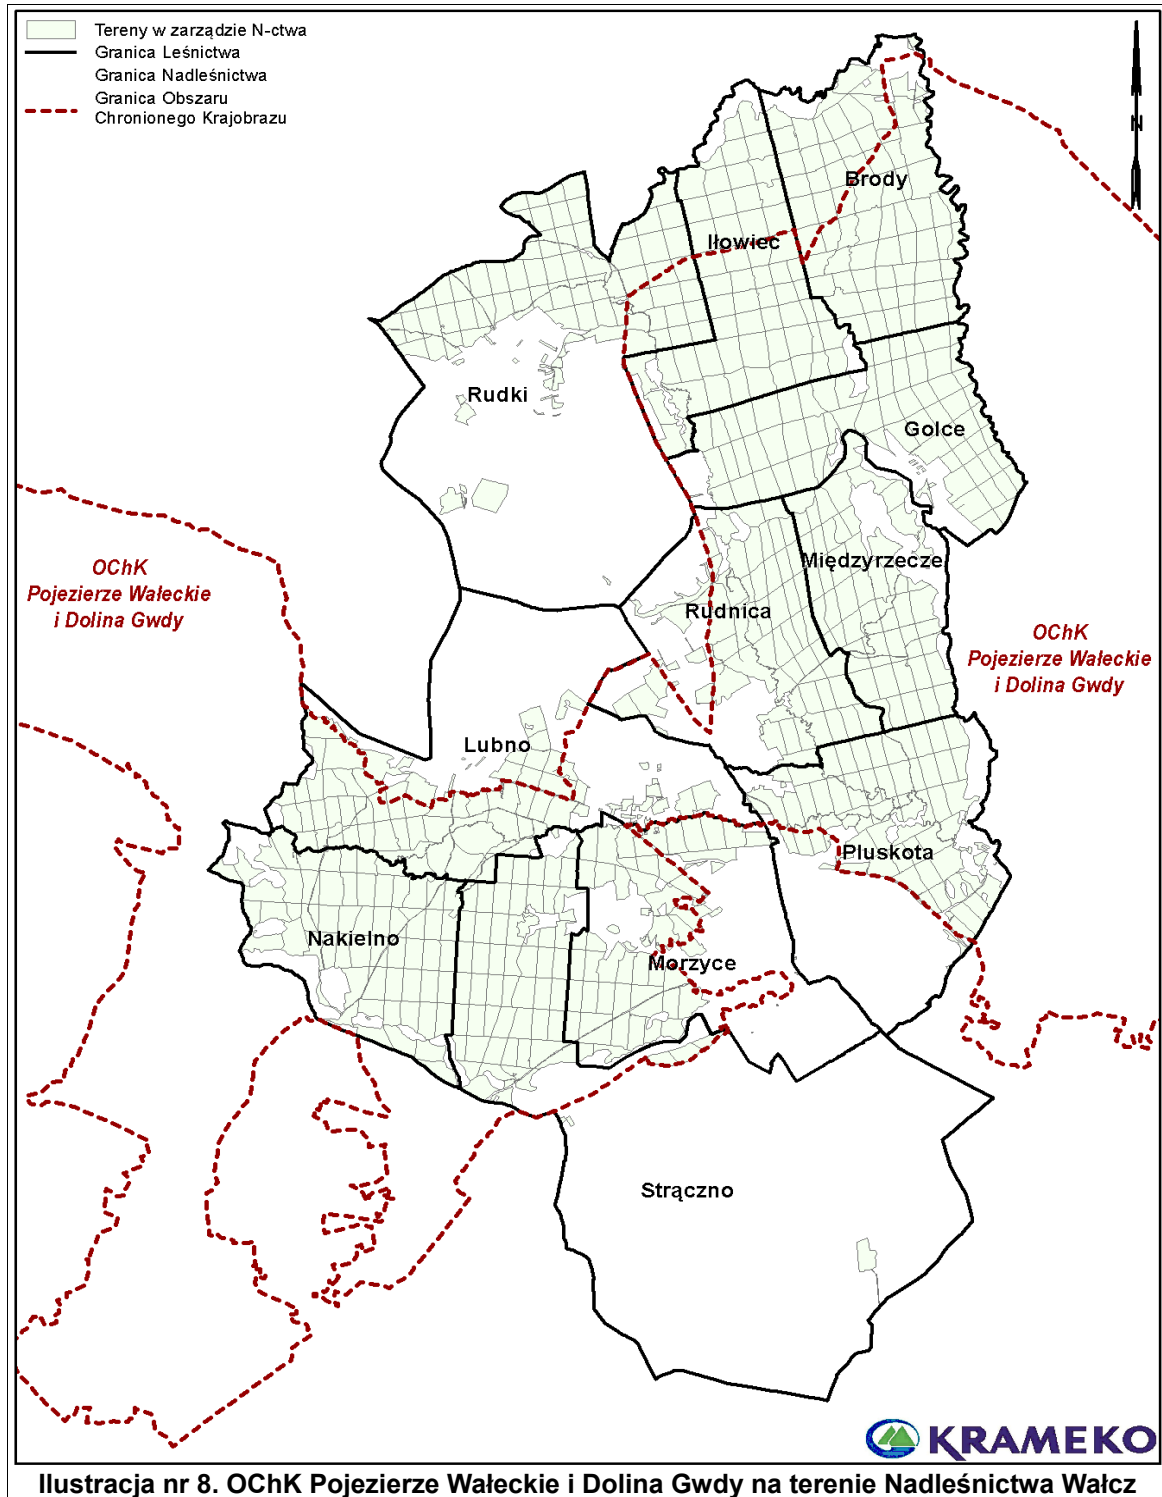 Tereny w zarządzie N-ctwa
Granica Leśnictwa
Granica Nadleśnictwa
Granica Obszaru
Chronionego Krajobrazu
N
Brody
Iłowiec
Rudki
Golce
Międzyrzecze
OChK
Pojezierze Wałeckie
i Dolina Gwdy
Rudnica
OChK
Pojezierze Wałeckie
i Dolina Gwdy
Lubno
Pluskota
Nakielno
Morzyce
Strączno
KRAMEKO
Ilustracja nr 8. OChK Pojezierze Wałeckie i Dolina Gwdy na terenie Nadleśnictwa Wałcz